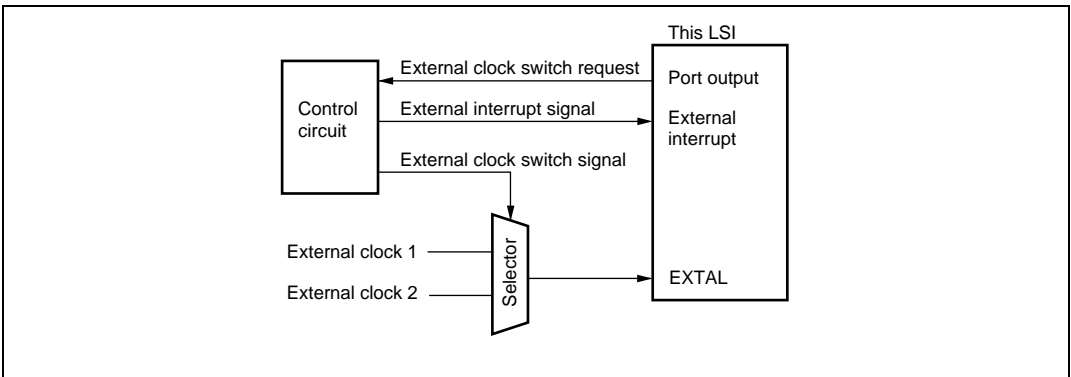 This LSI
External clock switch request
Port output
Control
circuit
External interrupt signal
External
interrupt
External clock switch signal
External clock 1
External clock 2
Selector
EXTAL